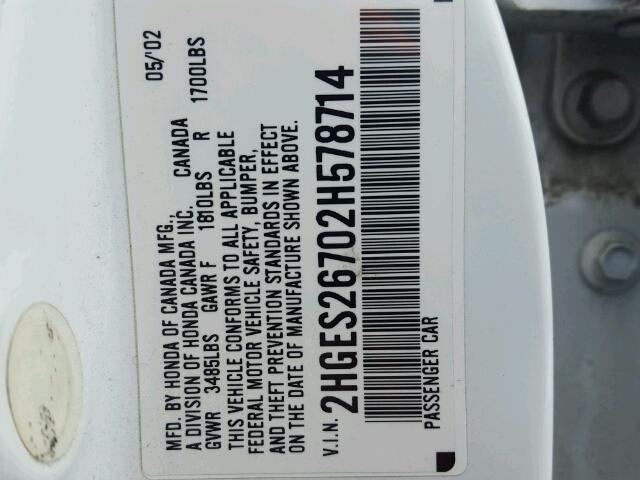 MFD. BY HONDA OF CANADA MFG., 05/'02
A DIVISION OF HONDA CANADA INC. CANADA
GVWR 3485LBS GAWR F 1810LBS R 1700LBS
THIS VEHICLE CONFORMS TO ALL APPLICABLE
FEDERAL MOTOR VEHICLE SAFETY, BUMPER,
AND THEFT PREVENTION STANDARDS IN EFFECT
ON THE DATE OF MANUFACTURE SHOWN ABOVE.
V.I.N. 2HGES26702H578714
PASSENGER CAR